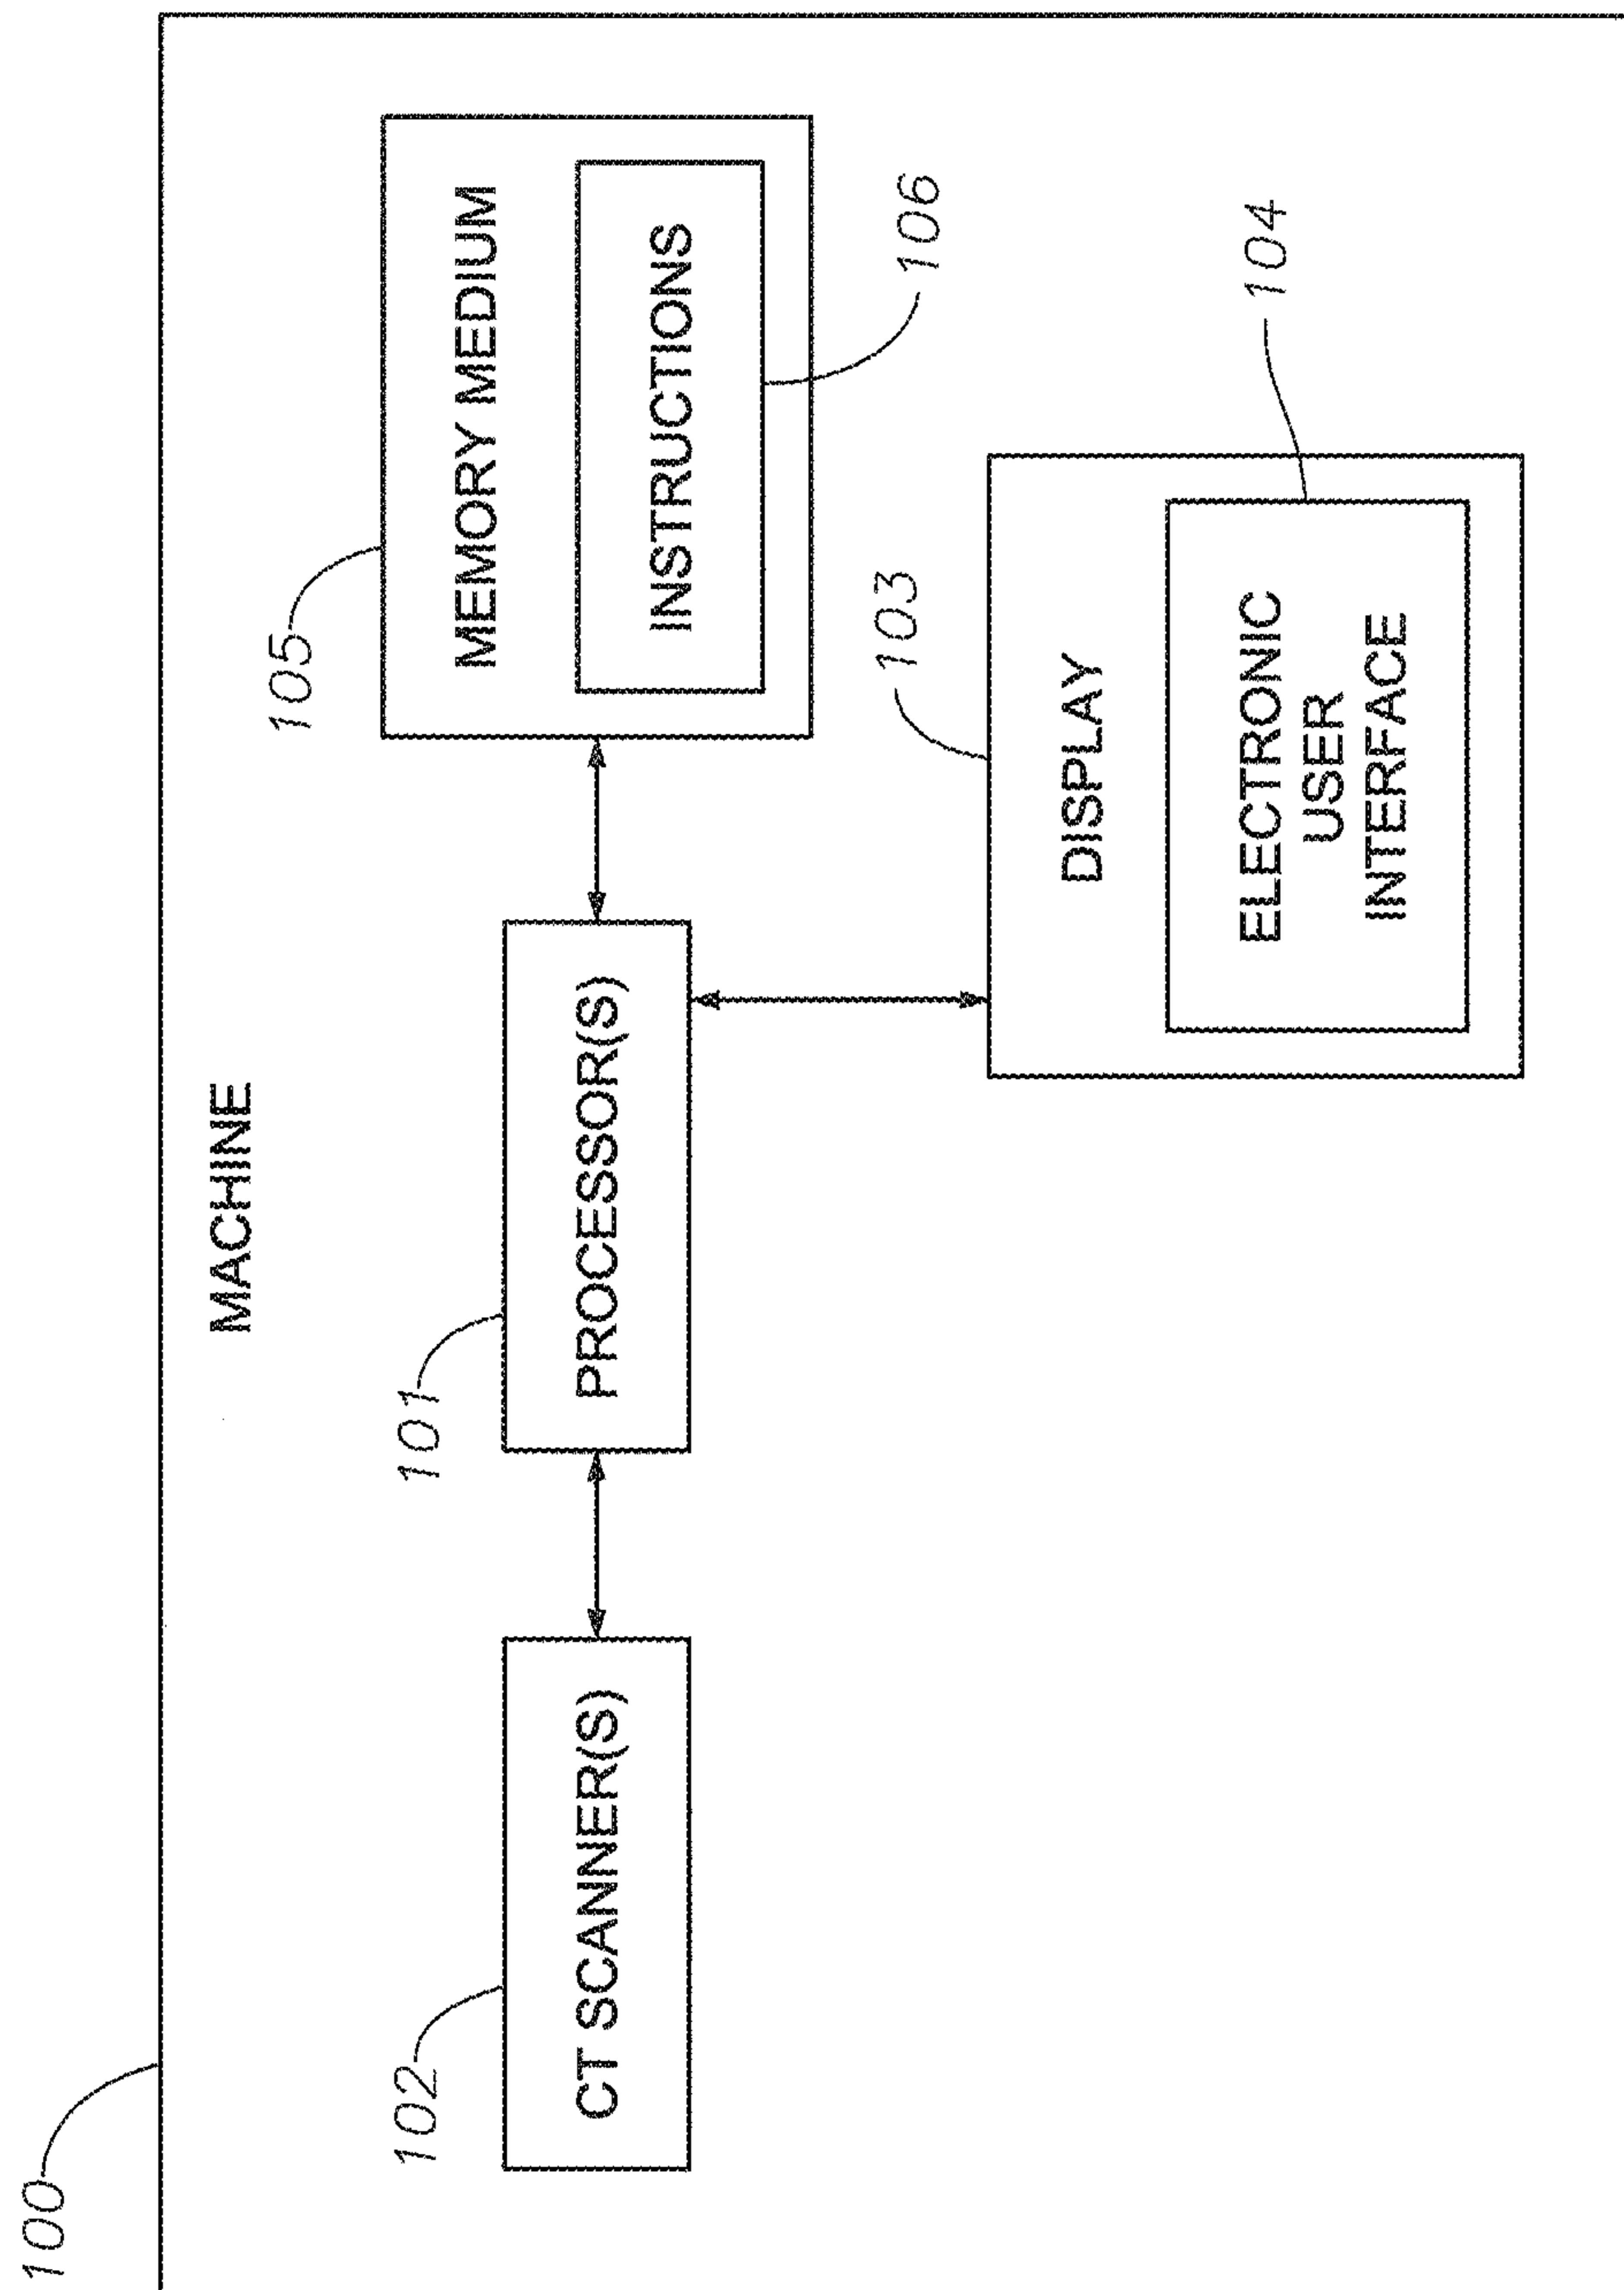 100
MACHINE
105
MEMORY MEDIUM
INSTRUCTIONS
106
102
CT SCANNER(S)
101
PROCESSOR(S)
103
DISPLAY
ELECTRONIC
USER
INTERFACE
104